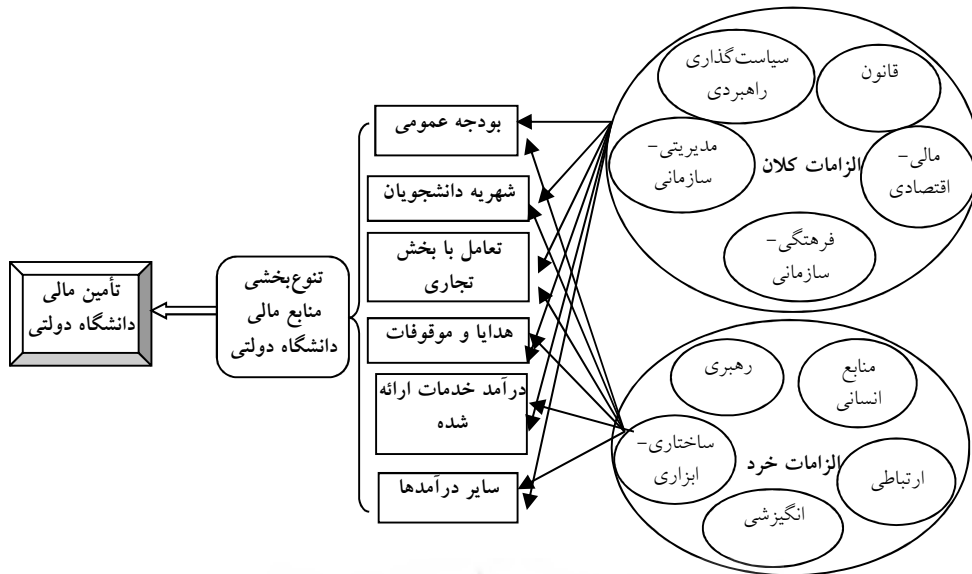 سیاست‌گذاری
راهبردی
قانون
مدیریتی-
سازمانی
الزامات کلان
مالی-
اقتصادی
فرهتگی-
سازمانی
بودجه عمومی
شهریه دانشجویان
تعامل با بخش
تجاری
هدایا و موقوفات
درآمد خدمات ارائه
شده
سایر درآمدها
تنوع‌بخشی
منابع مالی
دانشگاه دولتی
تأمین مالی
دانشگاه دولتی
منابع
انسانی
رهبری
ساختاری-
ابزاری
الزامات خرد
ارتباطی
انگیزشی